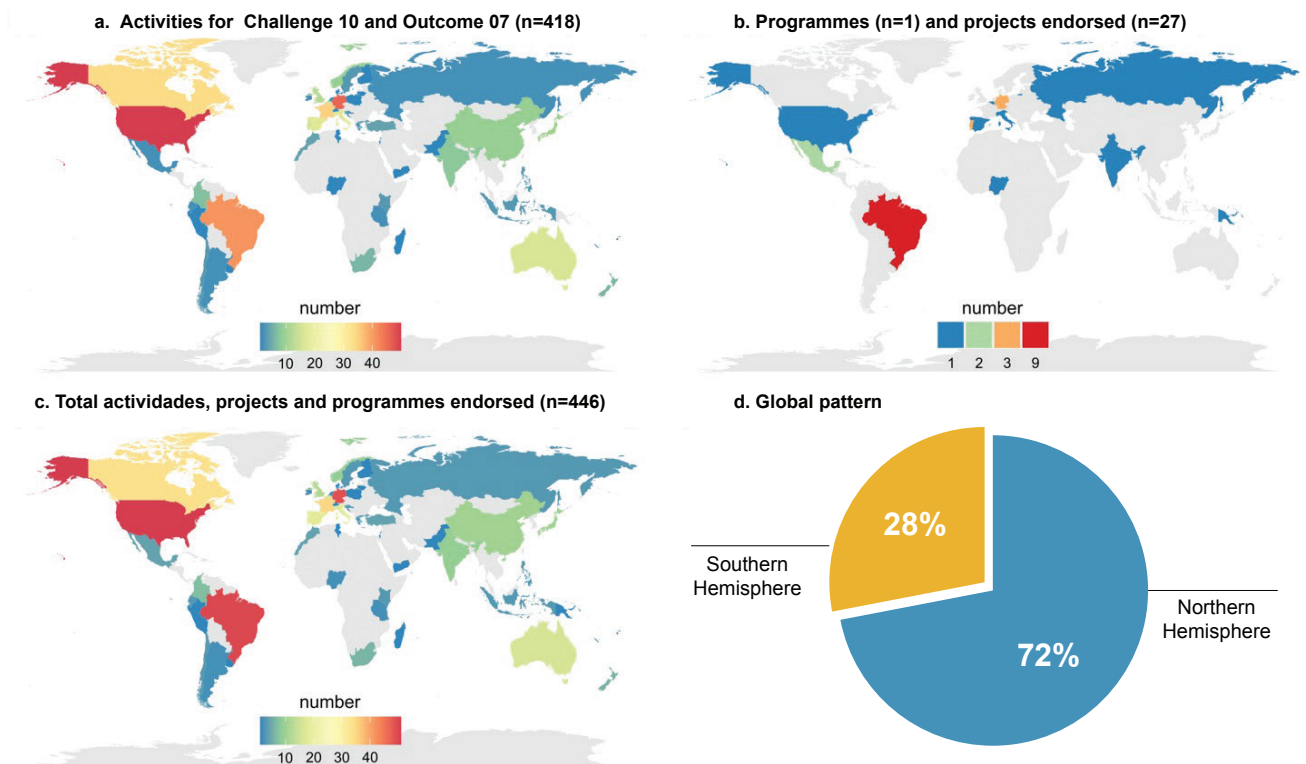 a. Activities for Challenge 10 and Outcome 07 (n=418)
number
10 20 30 40
b. Programmes (n=1) and projects endorsed (n=27)
number
1 2 3 9
c. Total actividades, projects and programmes endorsed (n=446)
number
10 20 30 40
d. Global pattern
28%
Southern
Hemisphere
72%
Northern
Hemisphere